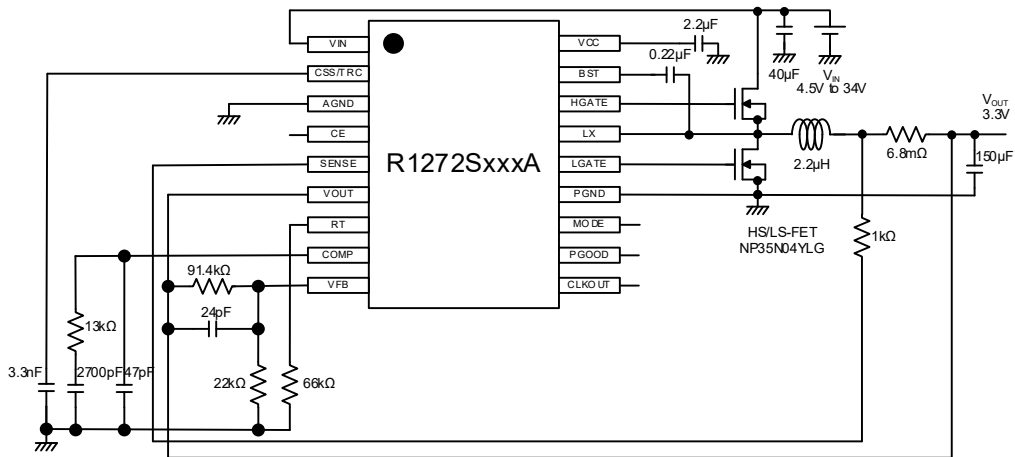 VIN
CSS/TRC
AGND
CE
SENSE
VOUT
RT
COMP
VFB
R1272SxxxA
VCC
BST
HGATE
LX
LGATE
PGND
MODE
PGOOD
CLKOUT
2.2µF
0.22µF
40µF
VIN
4.5V to 34V
VOUT
3.3V
6.8mΩ
2.2µH
150µF
HS/LS-FET
NP35N04YLG
1kΩ
91.4kΩ
24pF
13kΩ
3.3nF
2700pF
47pF
22kΩ
66kΩ